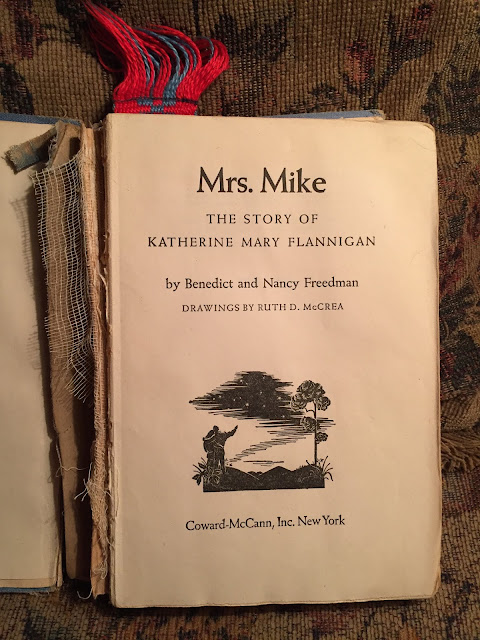 Mrs. Mike
THE STORY OF
KATHERINE MARY FLANNIGAN
by Benedict and Nancy Freedman
DRAWINGS BY RUTH D. McCREA
Coward-McCann, Inc. New York